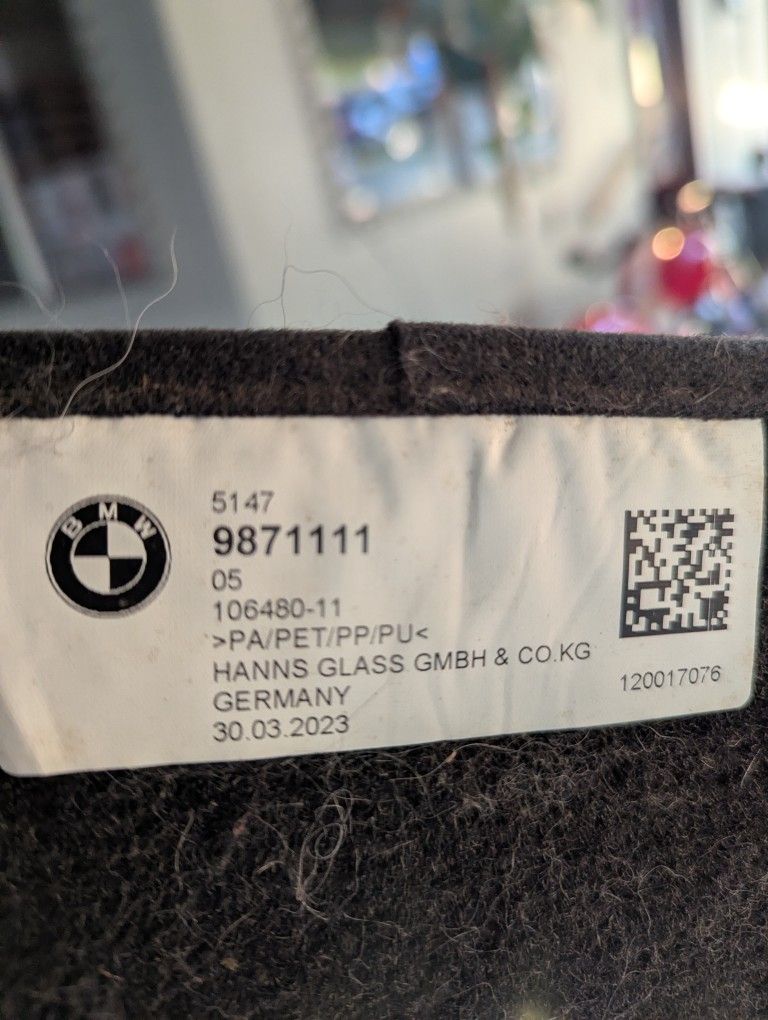 BMW
5147
9871111
05
106480-11
>PA/PET/PP/PU<
HANNS GLASS GMBH & CO.KG
GERMANY
30.03.2023
120017076